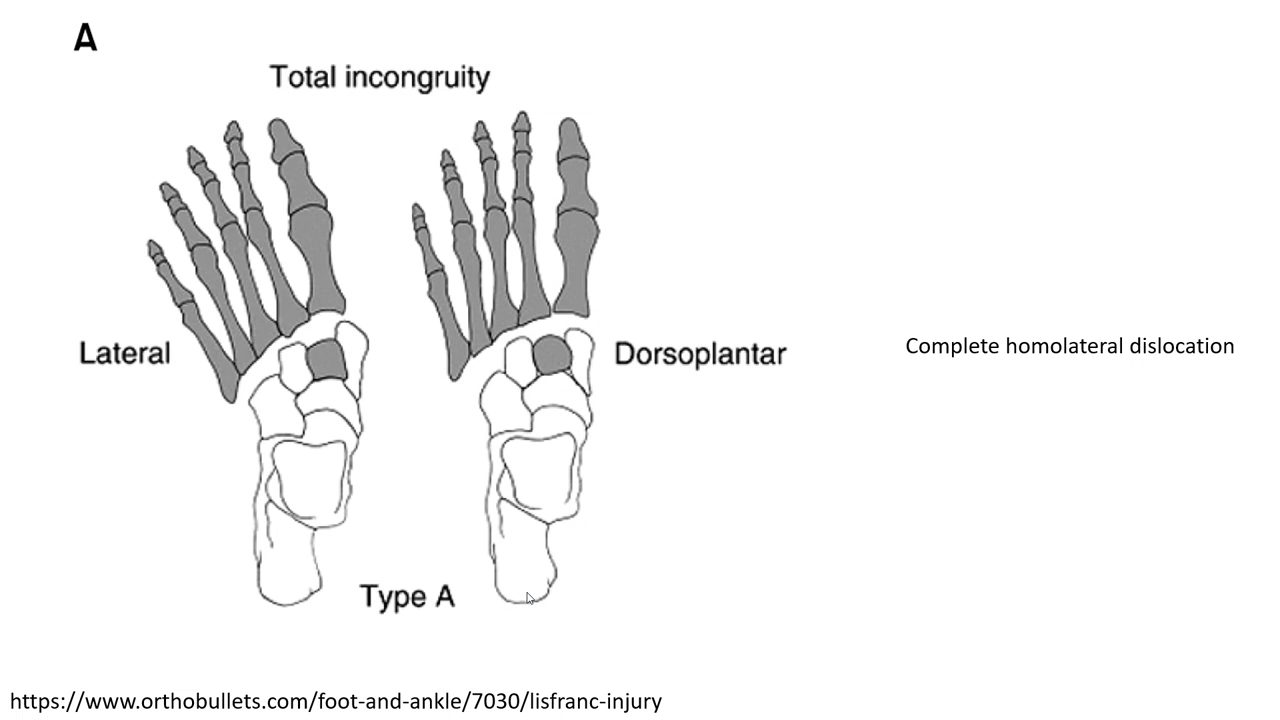 A
Total incongruity
Lateral
Dorsoplantar
Complete homolateral dislocation
Type A
https://www.orthobullets.com/foot-and-ankle/7030/lisfranc-injury